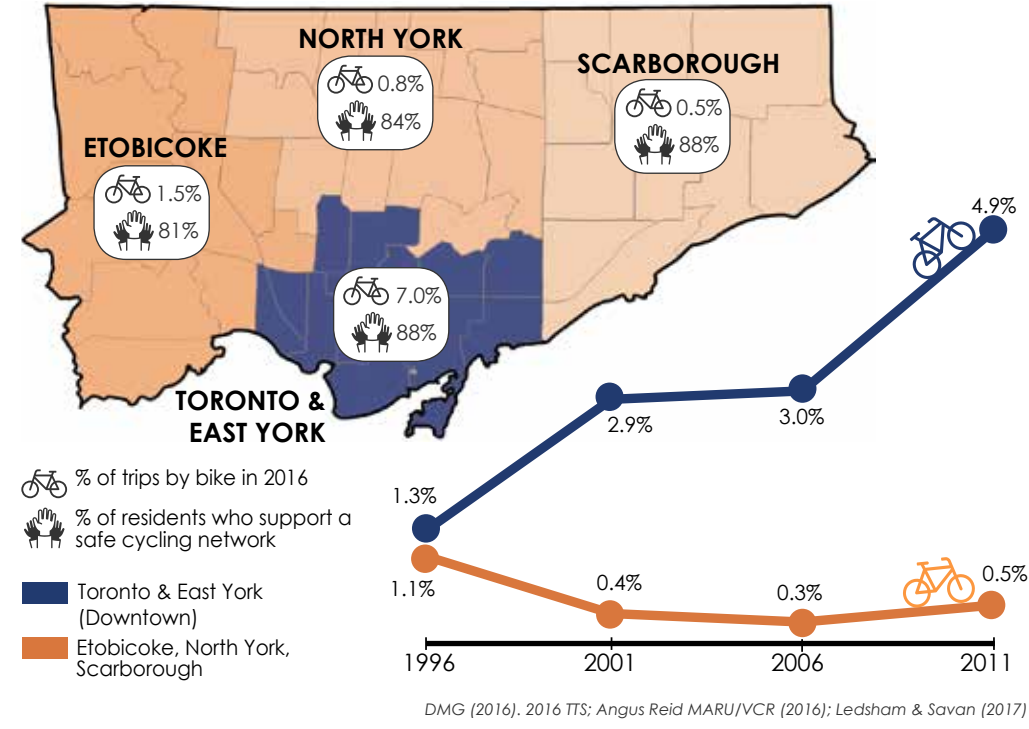 NORTH YORK
0.8%
84%
SCARBOROUGH
0.5%
88%
ETOBICOKE
1.5%
81%
7.0%
88%
TORONTO &
EAST YORK
% of trips by bike in 2016
% of residents who support a
safe cycling network
Toronto & East York
(Downtown)
Etobicoke, North York,
Scarborough
1.3%
2.9%
3.0%
4.9%
1.1%
0.4%
0.3%
0.5%
1996
2001
2006
2011
DMG (2016). 2016 TTS; Angus Reid MARU/VCR (2016); Ledsham & Savan (2017)